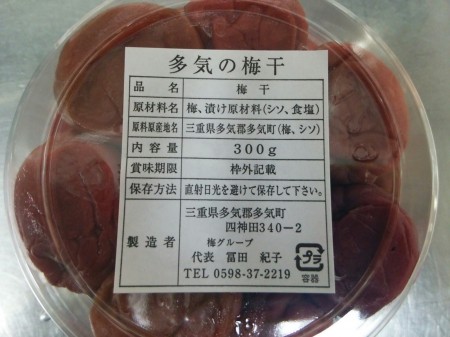 多気の梅干
品名 梅干
原材料名 梅、漬け原材料(シソ、食塩)
原料原産地名 三重県多気郡多気町(梅、シソ)
内容量 300g
賞味期限 枠外記載
保存方法 直射日光を避けて保存して下さい。
製造者 三重県多気郡多気町
四神田340-2
梅グループ
代表 冨田 紀子
TEL 0598-37-2219
プラ
容器